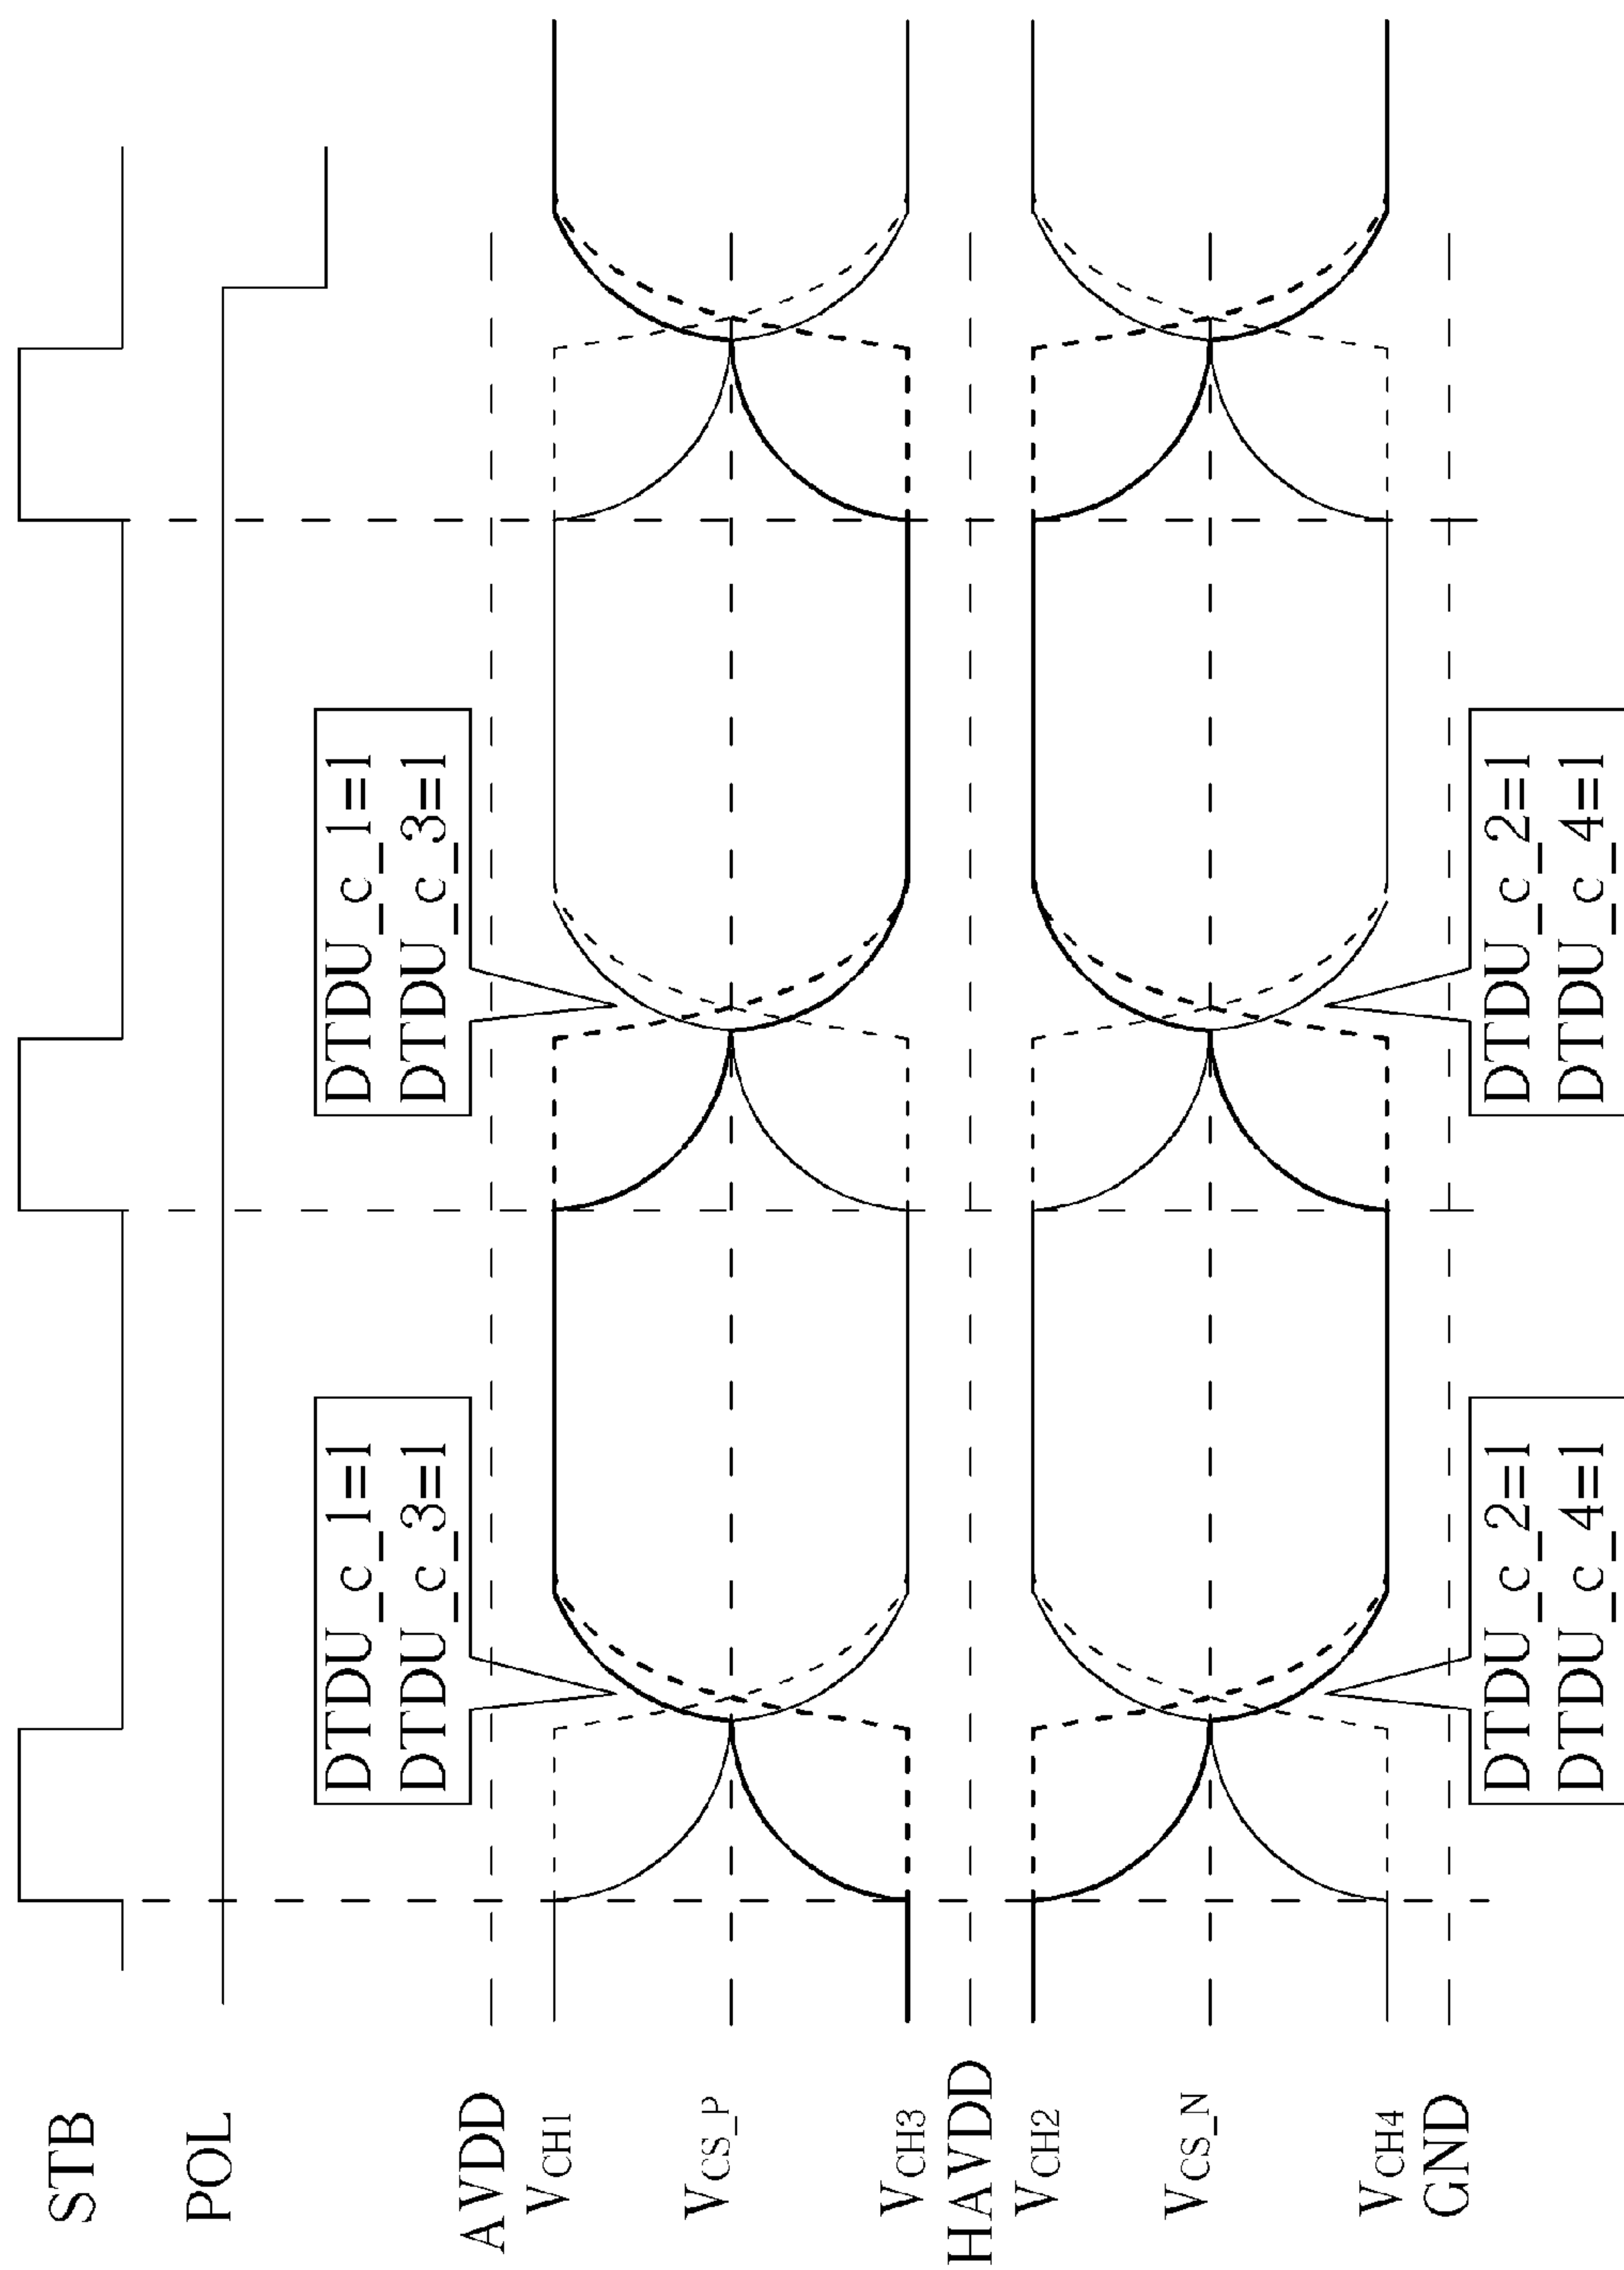 STB
POL
DTDU_c_1=1
DTDU_c_3=1
DTDU_c_1=1
DTDU_c_3=1
AVDD
VCH1
VCS_P
VCH3
HAVDD
VCH2
VCS_N
VCH4
GND
DTDU_c_2=1
DTDU_c_4=1
DTDU_c_2=1
DTDU_c_4=1